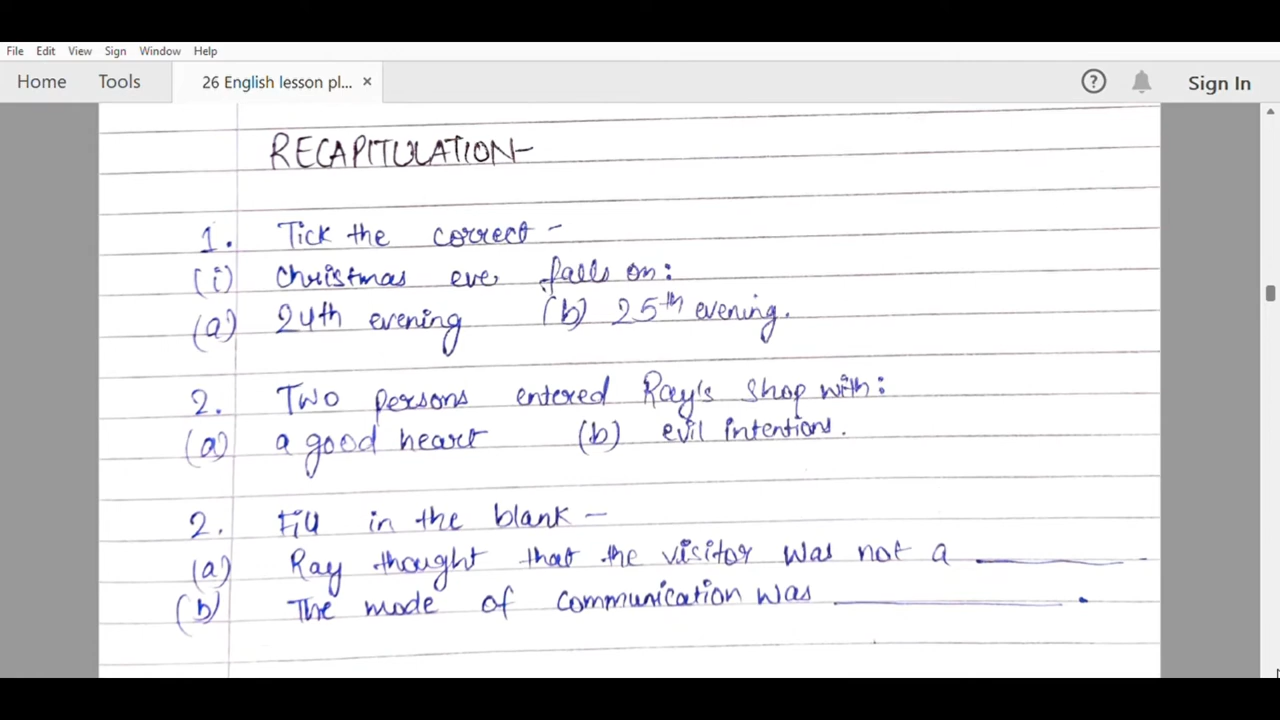 File Edit View Sign Window Help
Home Tools 26 English lesson pl... × ? Sign In
RECAPITULATION-
1. Tick the correct -
(i) Christmas eve falls on:
(a) 24th evening (b) 25th evening.
2. Two persons entered Ray's shop with:
(a) a good heart (b) evil intentions.
2. Fill in the blank -
(a) Ray thought that the visitor was not a ________
(b) The mode of communication was ________.